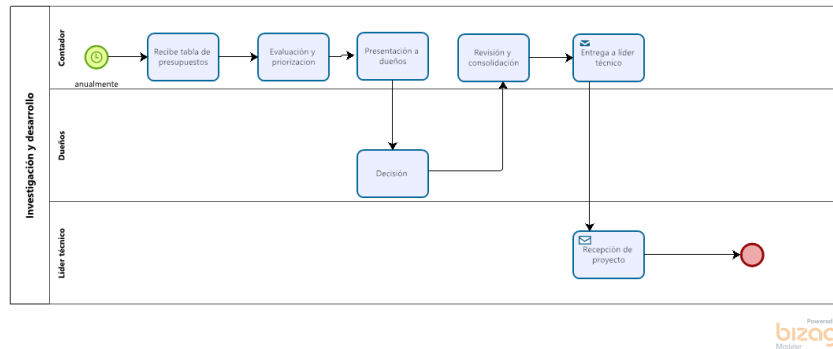 Investigación y desarrollo
Contador
anualmente
Recibe tabla de
presupuestos
Evaluación y
priorizacion
Presentación a
dueños
Revisión y
consolidación
Entrega a líder
técnico
Dueños
Decisión
Líder técnico
Recepción de
proyecto
Powered
bizag
Modeler